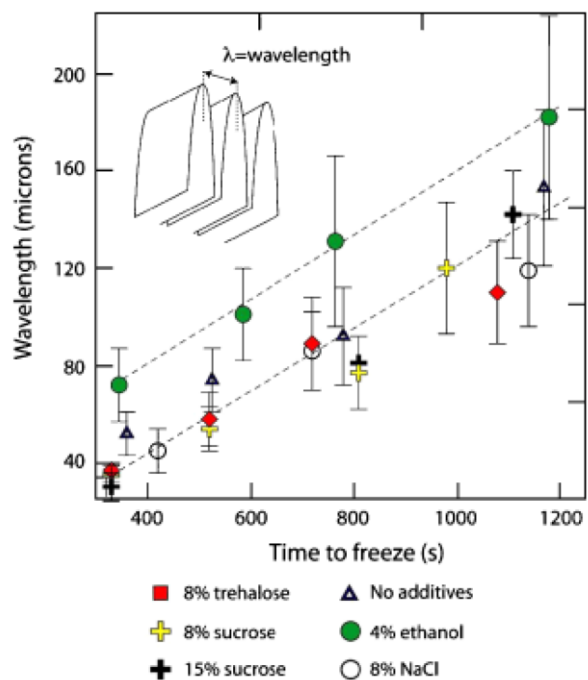 λ=wavelength
200
160
120
80
40
Wavelength (microns)
400 600 800 1000 1200
Time to freeze (s)
8% trehalose No additives
8% sucrose 4% ethanol
15% sucrose 8% NaCl